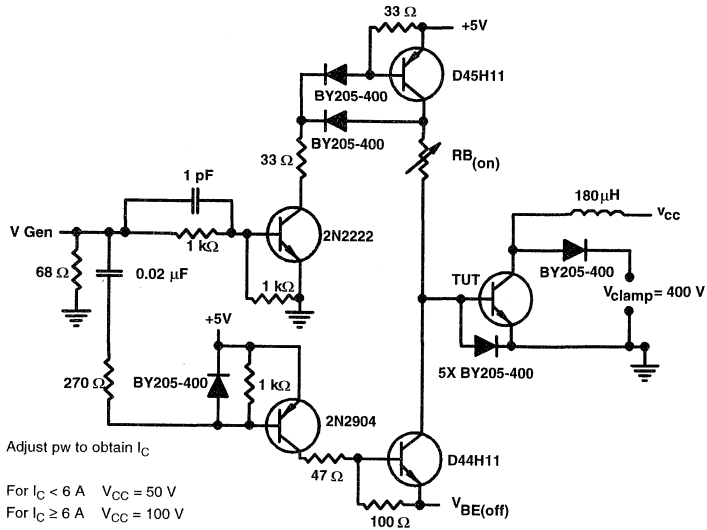 33 Ω
+5V
D45H11
BY205-400
BY205-400
33 Ω
RB(on)
1 pF
180μH
vcc
V Gen
1 kΩ
2N2222
BY205-400
68 Ω
0.02 μF
1 kΩ
TUT
Vclamp= 400 V
+5V
5X BY205-400
270 Ω
BY205-400
1 kΩ
2N2904
D44H11
Adjust pw to obtain IC
47 Ω
For IC < 6 A VCC = 50 V
VBE(off)
For IC ≥ 6 A VCC = 100 V
100 Ω